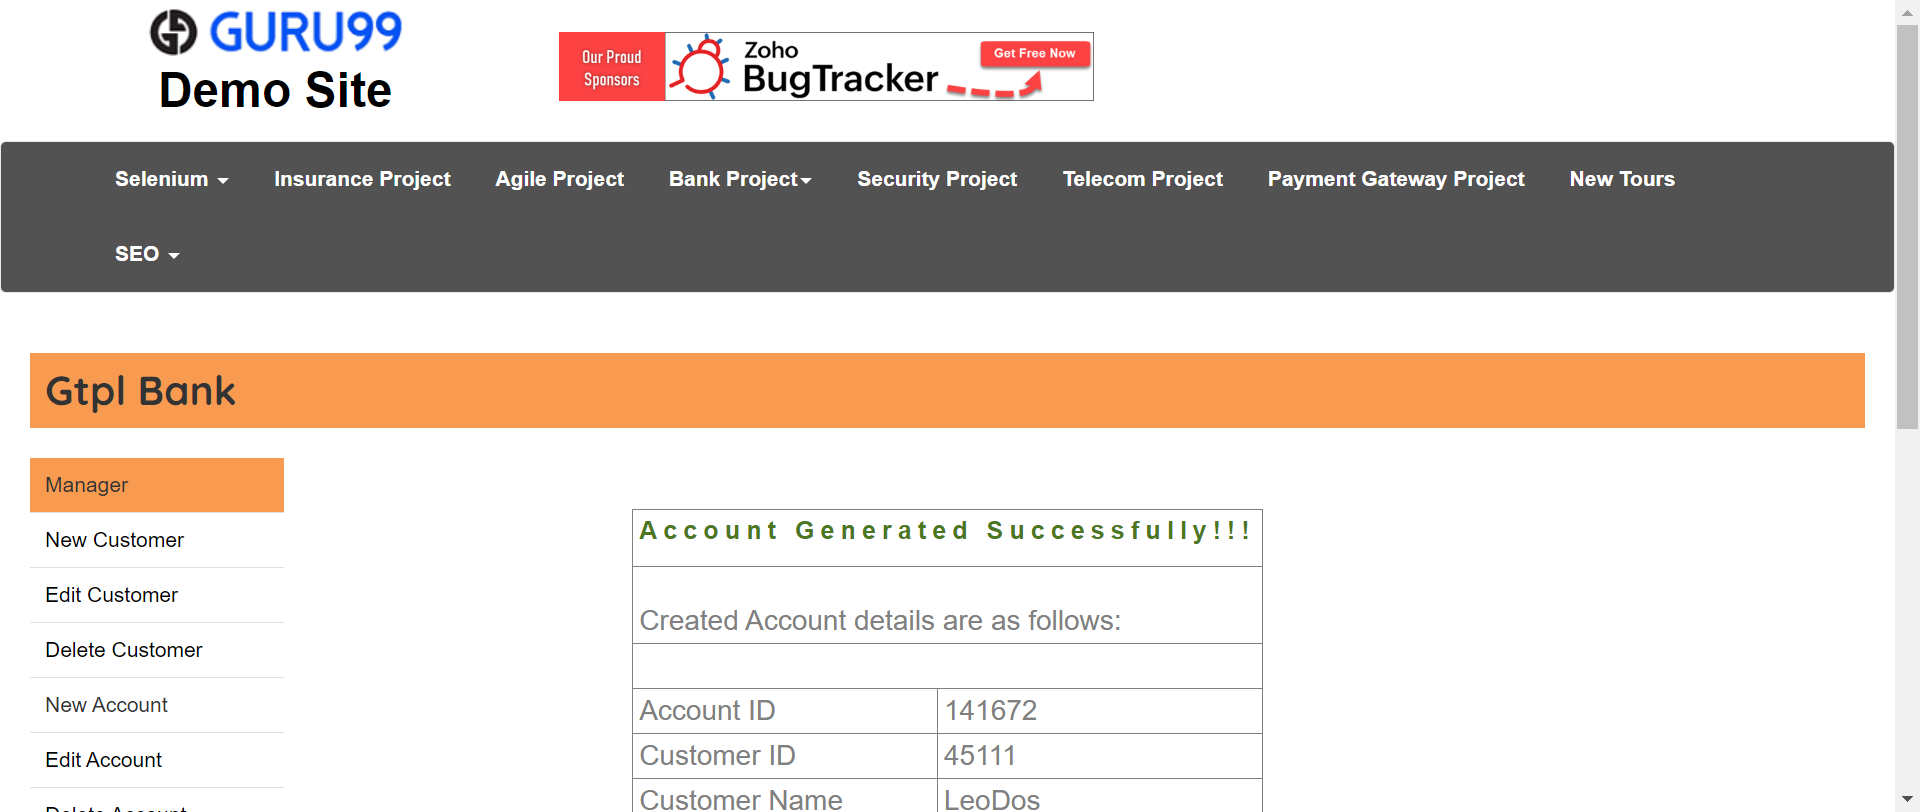 GURU99
Demo Site
Our Proud
Sponsors
Zoho
BugTracker
Get Free Now
Selenium
Insurance Project
Agile Project
Bank Project
Security Project
Telecom Project
Payment Gateway Project
New Tours
SEO
Gtpl Bank
Manager
New Customer
Edit Customer
Delete Customer
New Account
Edit Account
Delete Account
Account Generated Successfully!!!
Created Account details are as follows:
Account ID 141672
Customer ID 45111
Customer Name LeoDos